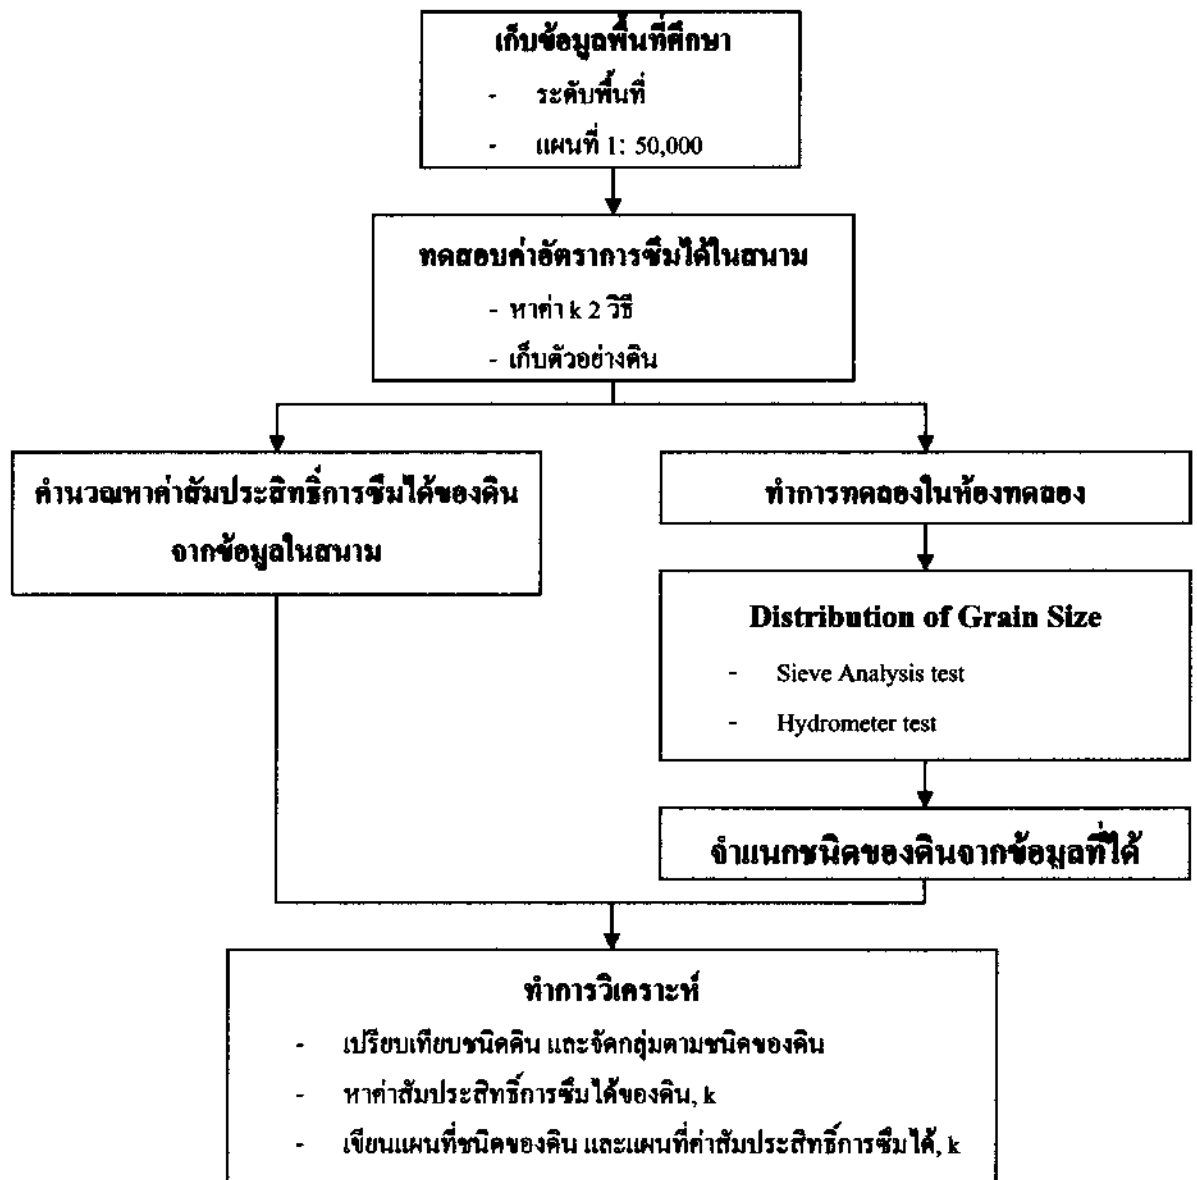 เก็บข้อมูลพื้นที่ศึกษา
- ระดับพื้นที่
- แผนที่ 1: 50,000
ทดสอบค่าอัตราการซึมได้ในสนาม
- หาค่า k 2 วิธี
- เก็บตัวอย่างดิน
คำนวณหาค่าสัมประสิทธิ์การซึมได้ของดิน
จากข้อมูลในสนาม
ทำการทดลองในห้องทดลอง
Distribution of Grain Size
- Sieve Analysis test
- Hydrometer test
จำแนกชนิดของดินจากข้อมูลที่ได้
ทำการวิเคราะห์
- เปรียบเทียบชนิดดิน และจัดกลุ่มตามชนิดของดิน
- หาค่าสัมประสิทธิ์การซึมได้ของดิน, k
- เขียนแผนที่ชนิดของดิน และแผนที่ค่าสัมประสิทธิ์การซึมได้, k